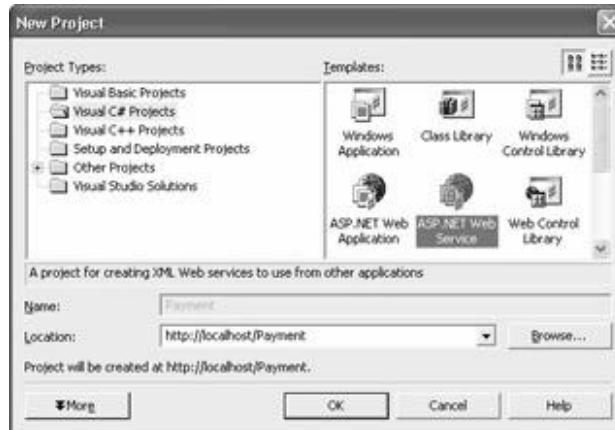 New Project
Project Types:
Templates:
Visual Basic Projects
Visual C# Projects
Visual C++ Projects
Setup and Deployment Projects
Other Projects
Visual Studio Solutions
Windows Application
Class Library
Windows Control Library
ASP.NET Web Application
ASP.NET Web Service
Web Control Library
A project for creating XML Web services to use from other applications
Name:
Payment
Location:
http://localhost/Payment
Browse...
Project will be created at http://localhost/Payment.
More
OK
Cancel
Help